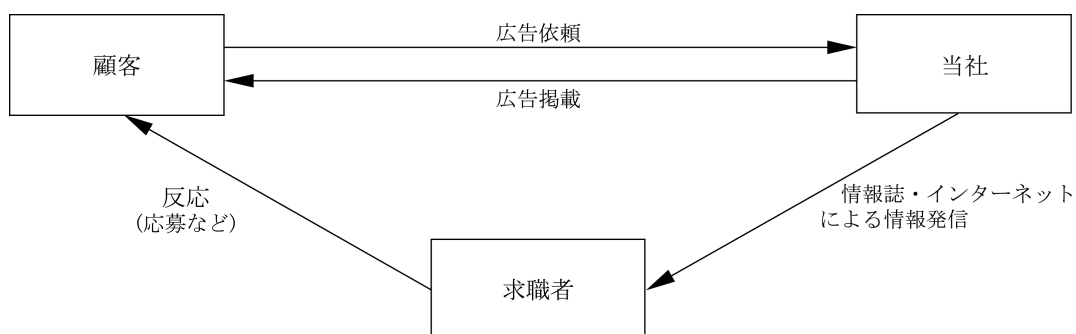 広告依頼
顧客
当社
広告掲載
反応
(応募など)
情報誌・インターネット
による情報発信
求職者